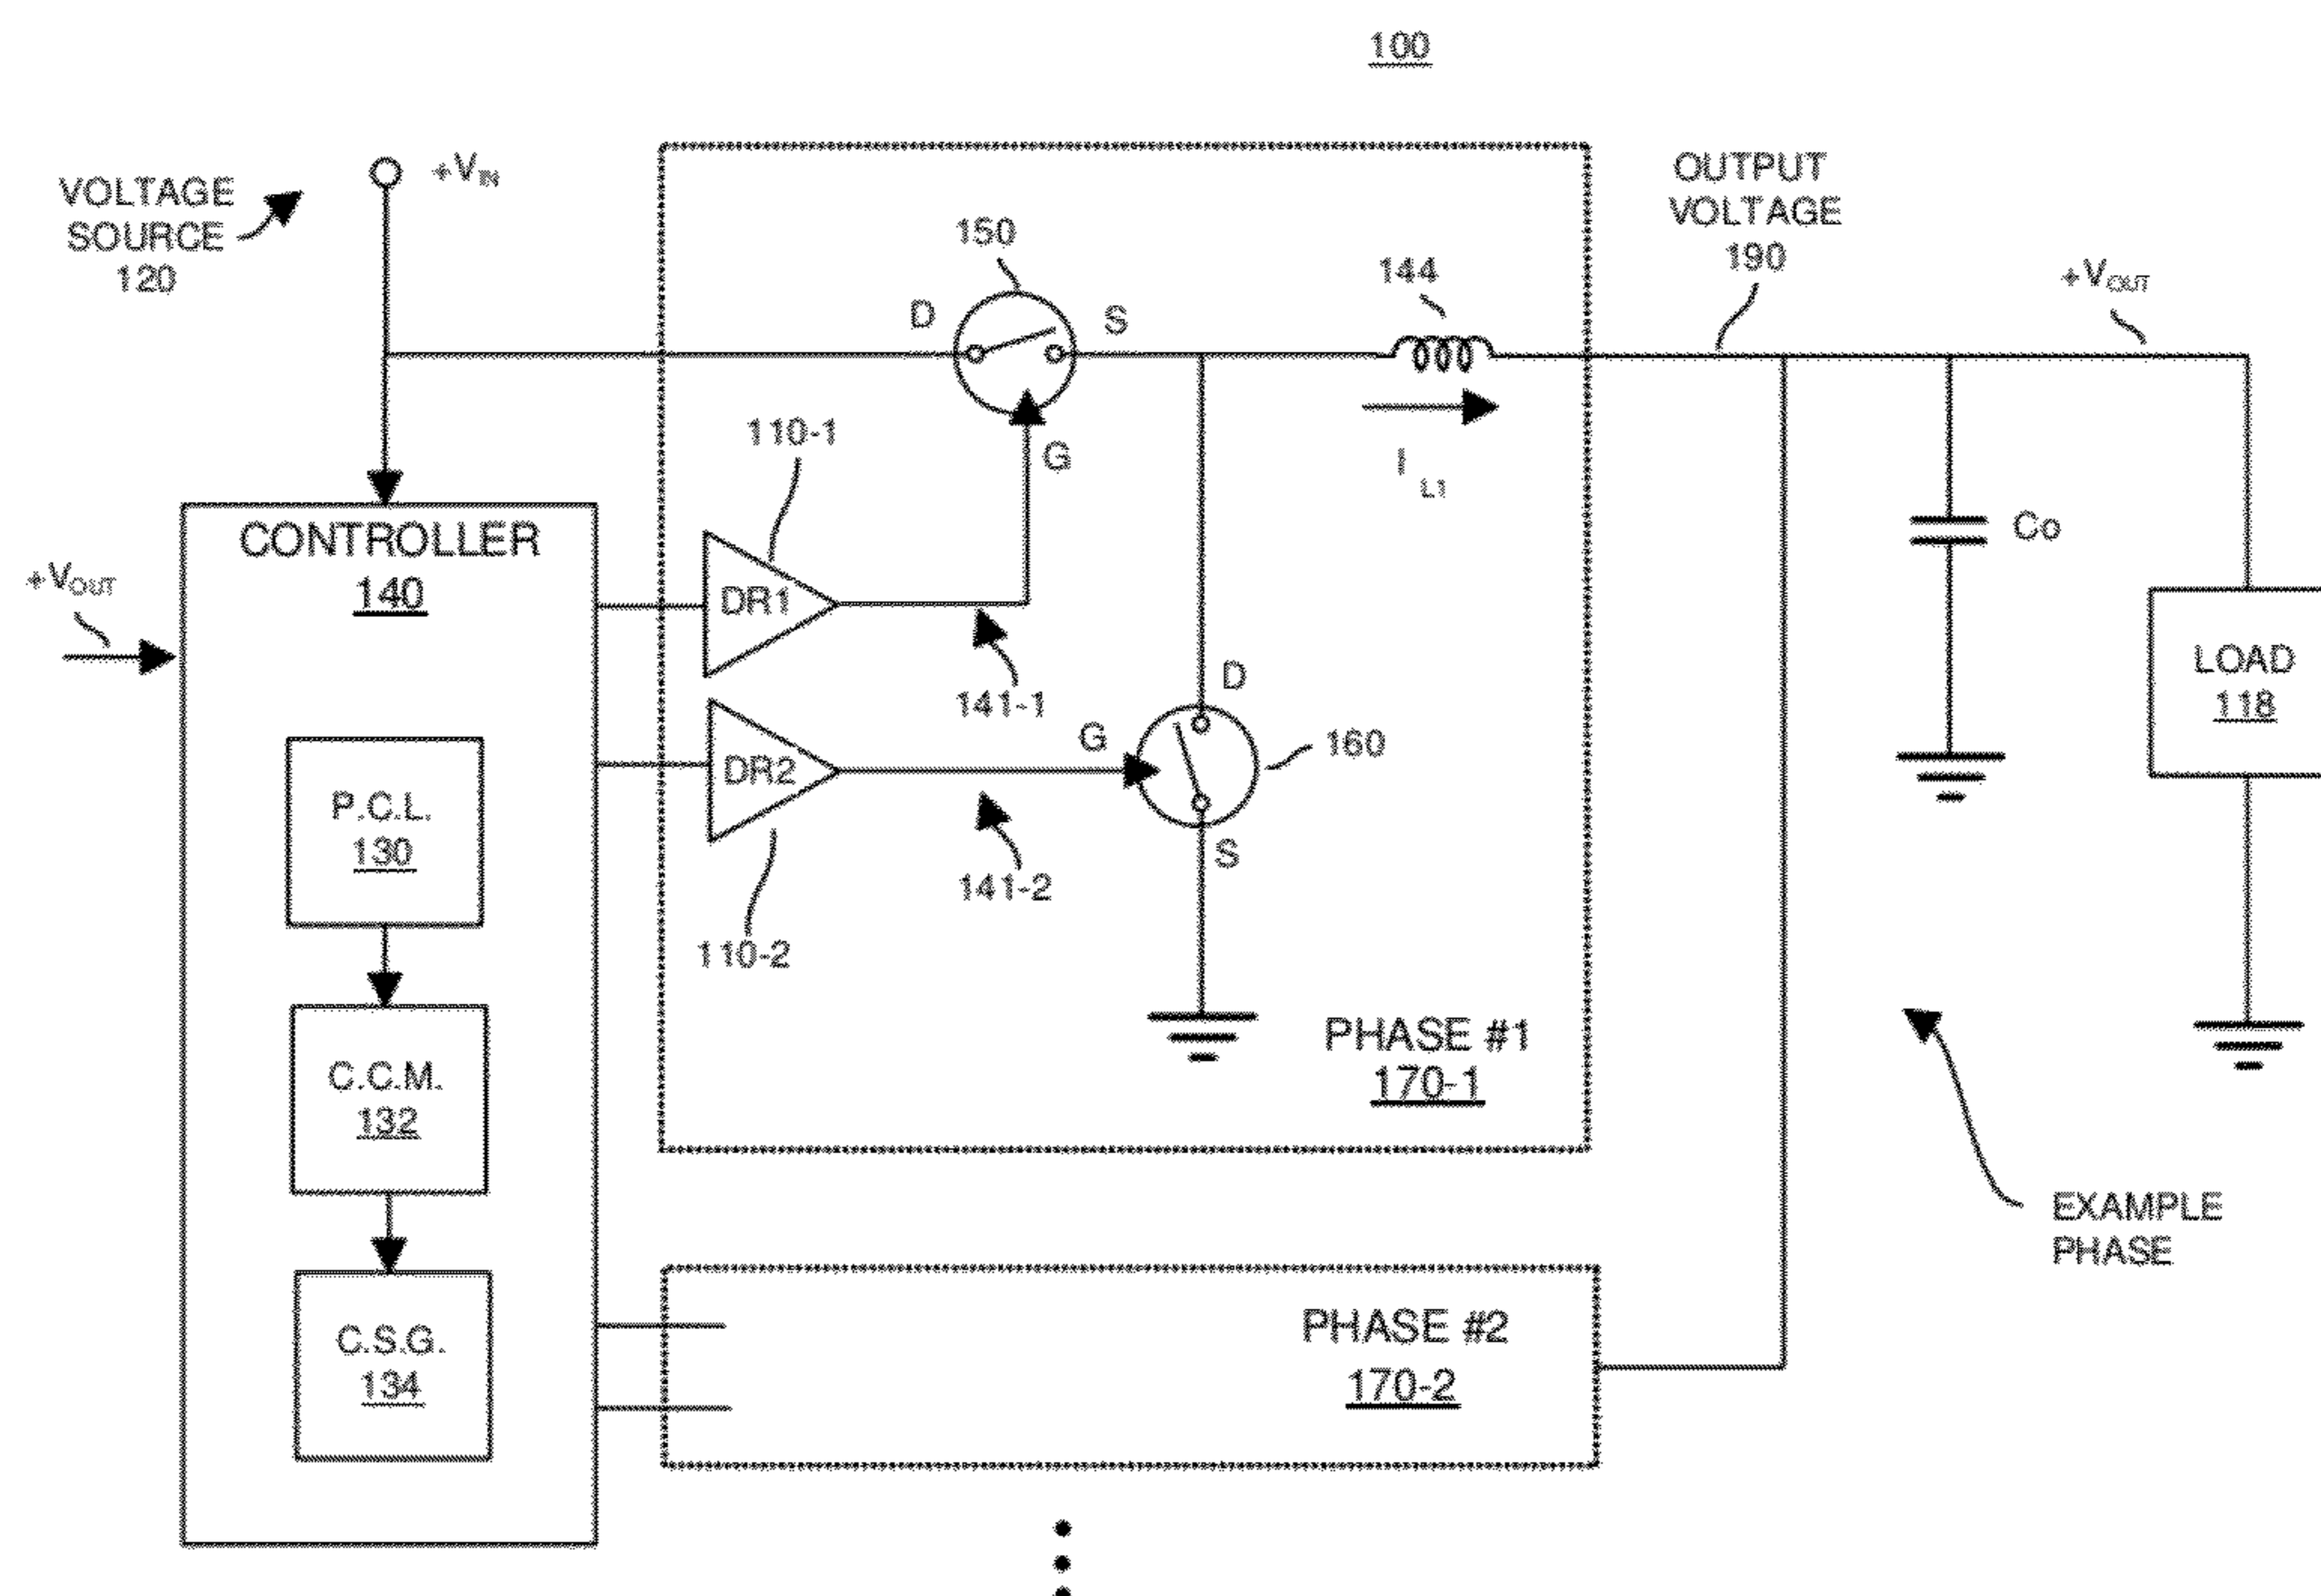 100
VOLTAGE
SOURCE
120
+VIN
150
D
S
G
144
I L1
OUTPUT
VOLTAGE
190
+VOUT
110-1
CONTROLLER
140
+VOUT
DR1
141-1
DR2
G
D
160
S
141-2
110-2
Co
LOAD
118
P.C.L.
130
C.C.M.
132
C.S.G.
134
PHASE #1
170-1
EXAMPLE
PHASE
PHASE #2
170-2